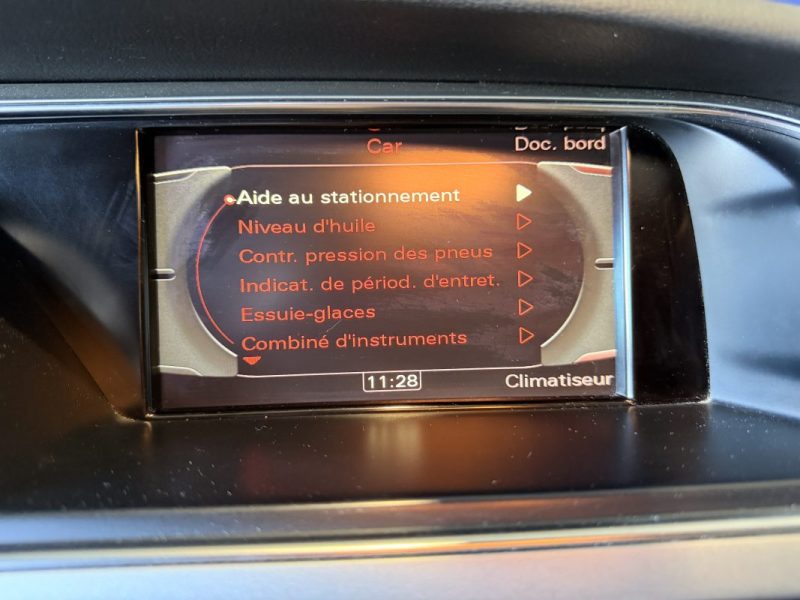 Car
Doc. bord
Aide au stationnement
Niveau d'huile
Contr. pression des pneus
Indicat. de périod. d'entret.
Essuie-glaces
Combiné d'instruments
11:28
Climatiseur